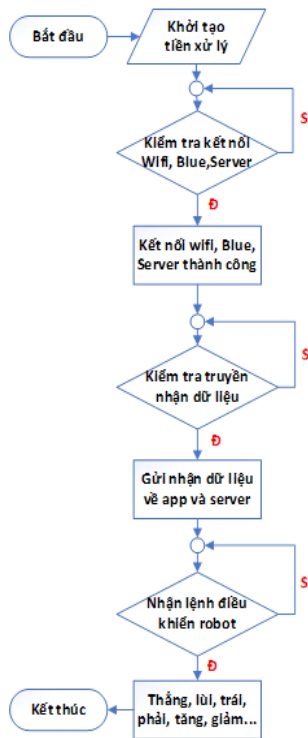 Bắt đầu
Khởi tạo
tiền xử lý
Kiểm tra kết nối
Wifi, Blue,Server
S
Đ
Kết nối wifi, Blue,
Server thành công
Kiểm tra truyền
nhận dữ liệu
S
Đ
Gửi nhận dữ liệu
về app và server
Nhận lệnh điều
khiển robot
S
Đ
Thẳng, lùi, trái,
phải, tăng, giảm...
Kết thúc